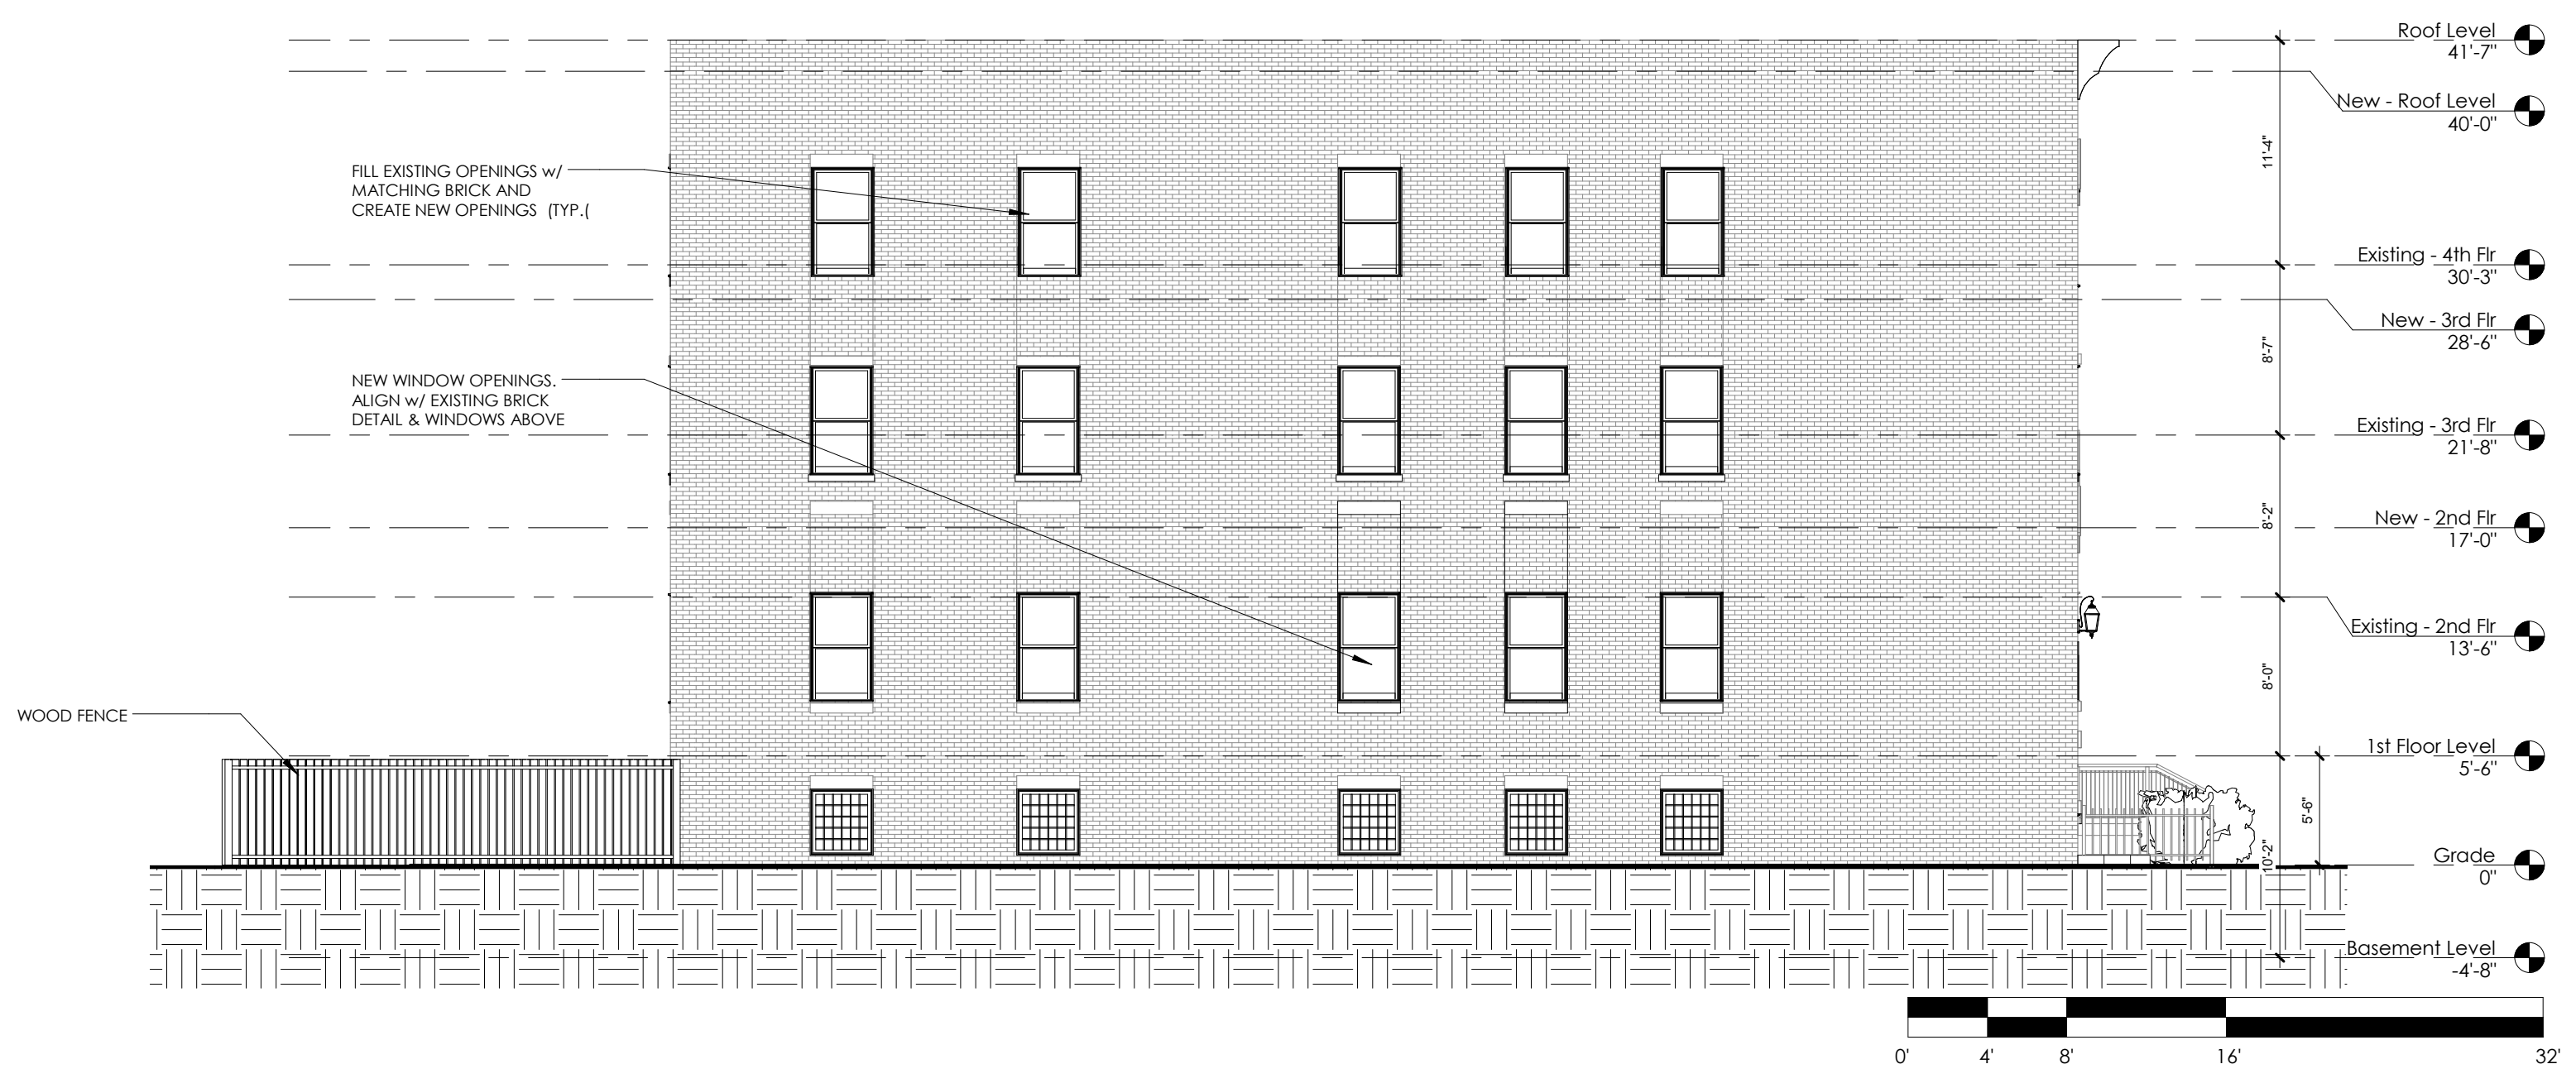 Roof Level
41'-7"
New - Roof Level
40'-0"
11'-4"
FILL EXISTING OPENINGS w/
MATCHING BRICK AND
CREATE NEW OPENINGS (TYP.(
Existing - 4th Flr
30'-3"
New - 3rd Flr
28'-6"
8'-7"
NEW WINDOW OPENINGS.
ALIGN w/ EXISTING BRICK
DETAIL & WINDOWS ABOVE
Existing - 3rd Flr
21'-8"
New - 2nd Flr
17'-0"
8'-2"
Existing - 2nd Flr
13'-6"
8'-0"
WOOD FENCE
1st Floor Level
5'-6"
5'-6"
10'-2"
Grade
0"
Basement Level
-4'-8"
0' 4' 8' 16' 32'